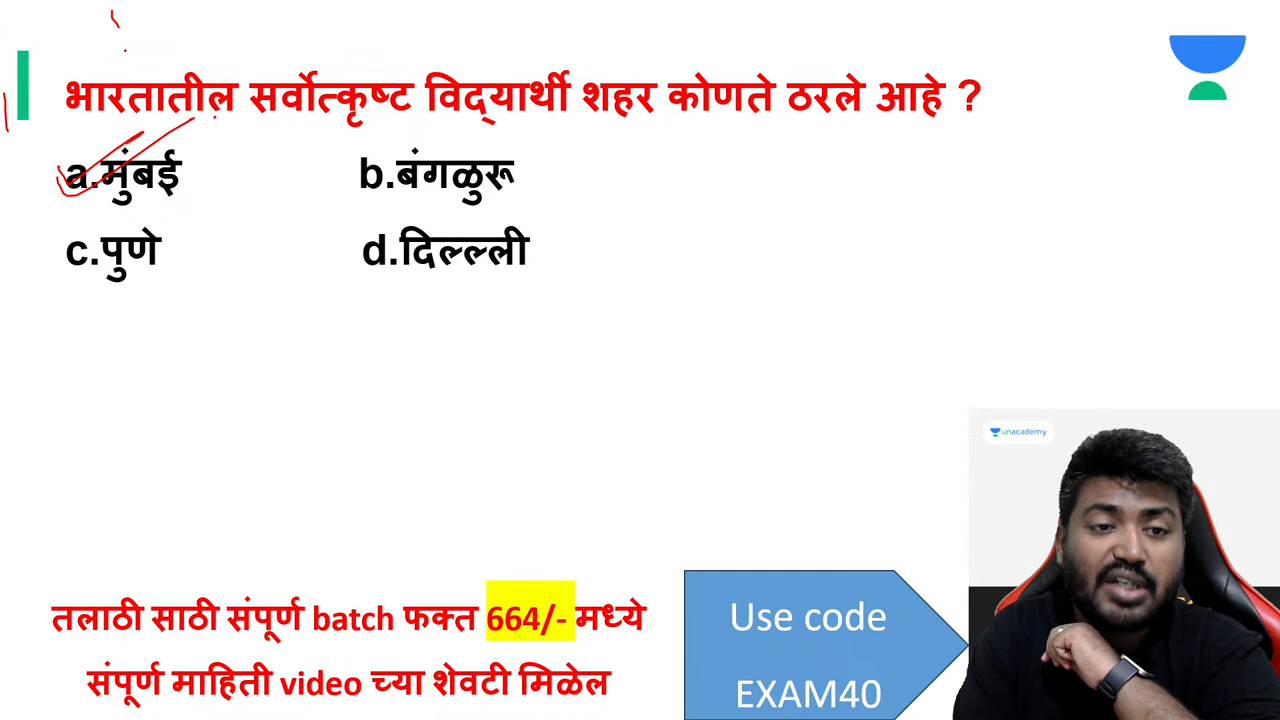 भारतातील सर्वोत्कृष्ट विद्यार्थी शहर कोणते ठरले आहे ?
a.मुंबई b.बंगळुरू
c.पुणे d.दिल्ल्ली
unacademy
तलाठी साठी संपूर्ण batch फक्त 664/- मध्ये
संपूर्ण माहिती video च्या शेवटी मिळेल
Use code
EXAM40